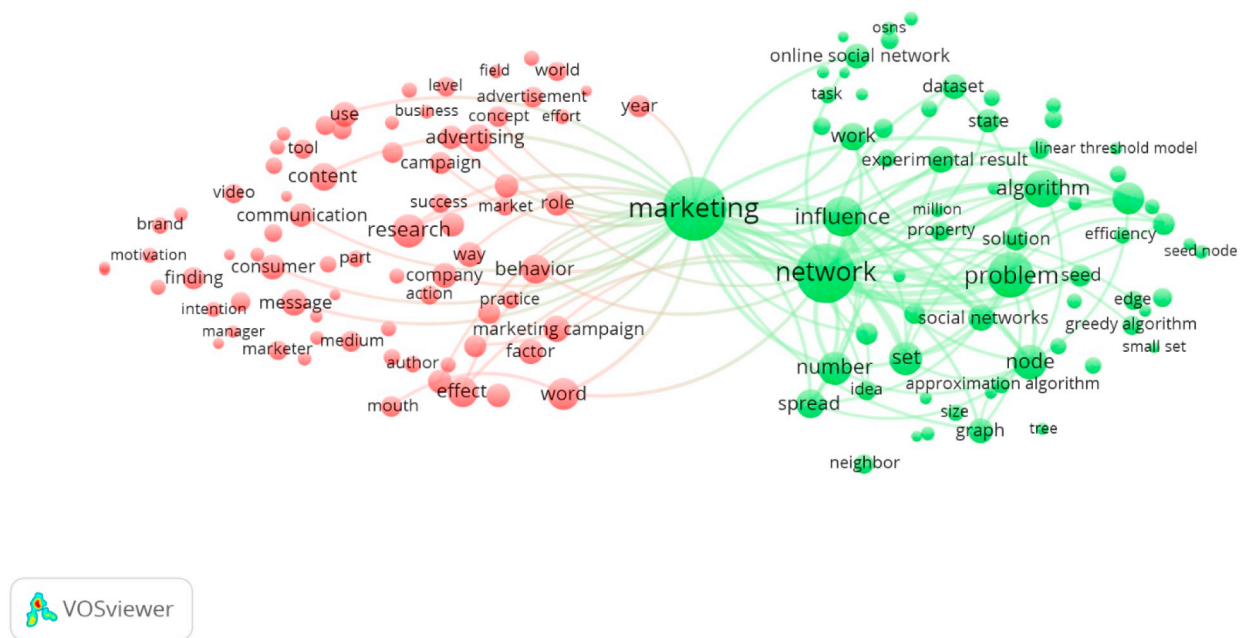 osns
online social network
field
world
level
dataset
advertisement
task
year
use
business
concept
effort
state
advertising
work
tool
linear threshold model
campaign
experimental result
content
algorithm
video
success
market
role
marketing
influence
million
communication
brand
property
research
efficiency
solution
way
seed node
motivation
part
consumer
behavior
network
problem
seed
finding
company
action
practice
edge
intention
message
social networks
greedy algorithm
manager
marketing campaign
medium
small set
marketer
factor
set
author
number
node
approximation algorithm
effect
word
idea
mouth
spread
size
graph
tree
neighbor
VOSviewer